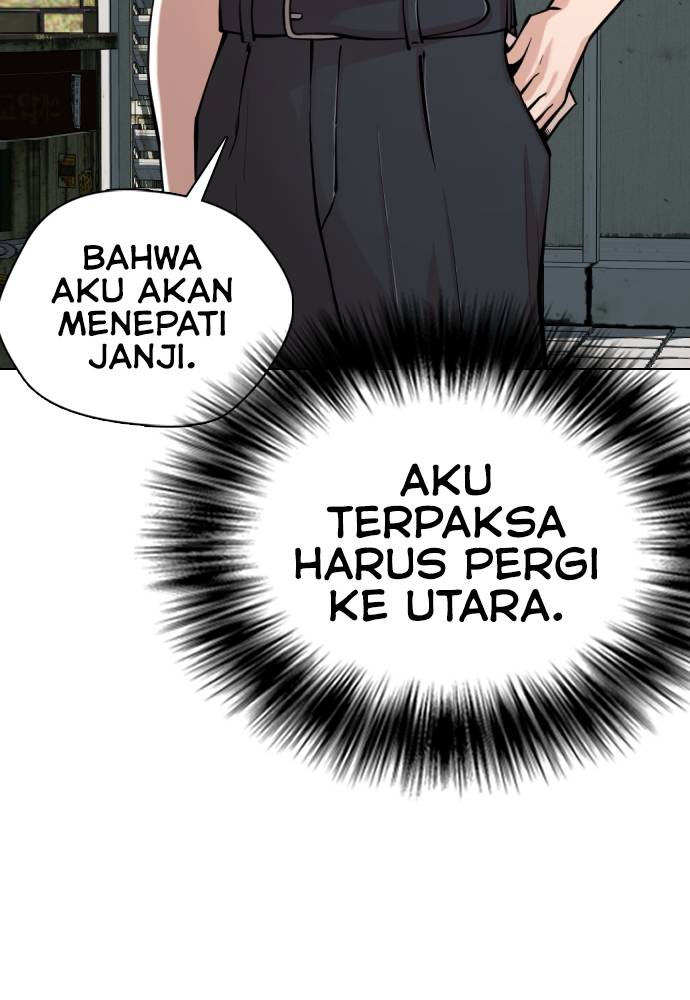 BAHWA
AKU AKAN
MENEPATI
JANJI.
AKU
TERPAKSA
HARUS PERGI
KE UTARA.